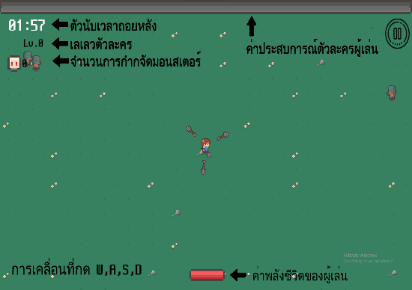 01:57 ตัวนับเวลาถอยหลัง
Lv.0 เลเวลตัวละคร
จำนวนการกำกจัดมอนสเตอร์
ค่าประสบการณ์ตัวละครผู้เล่น
การเคลื่อนที่กด W,A,S,D
ค่าพลังชีวิตของผู้เล่น